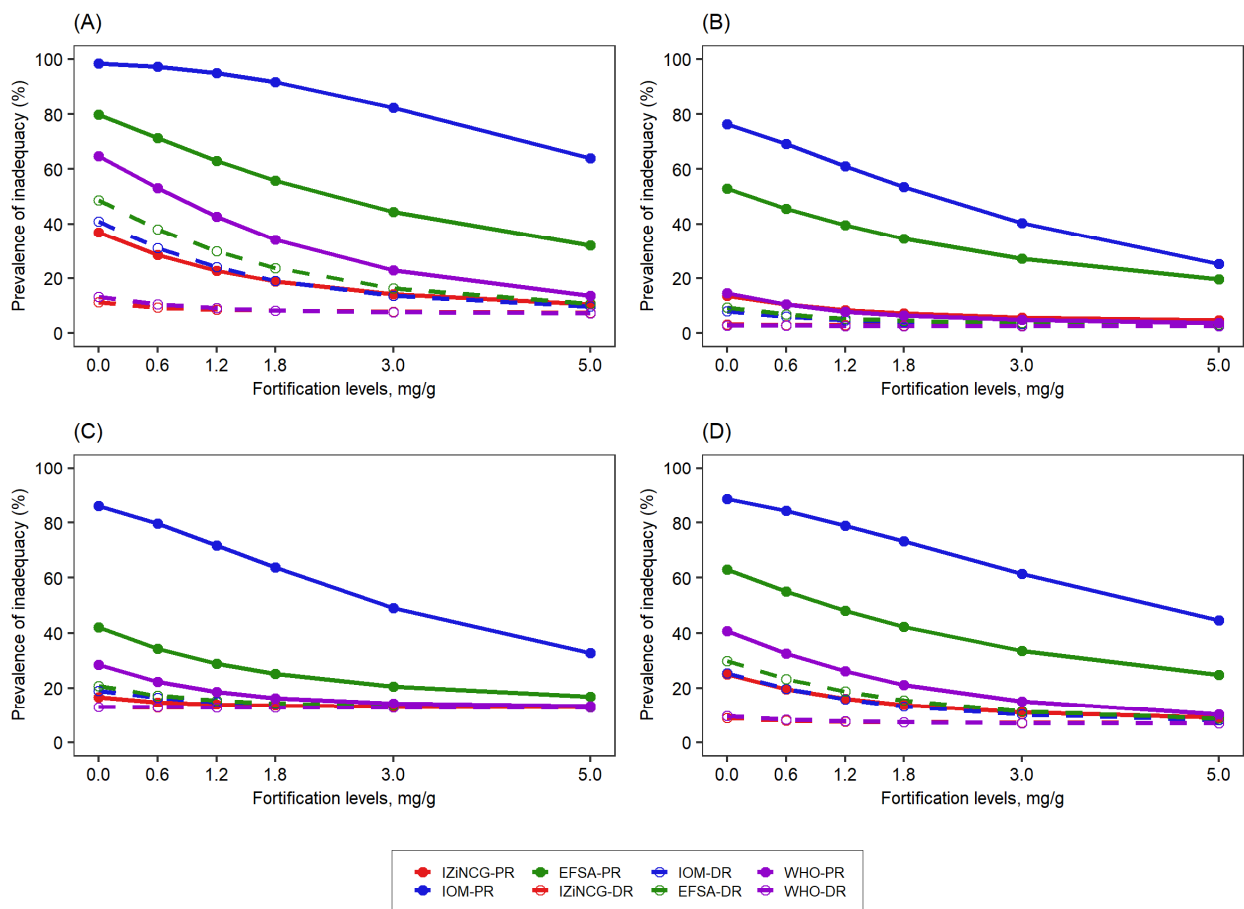 (A)
Prevalence of inadequacy (%)
100
80
60
40
20
0
0.0 0.6 1.2 1.8 3.0 5.0
Fortification levels, mg/g
(B)
Prevalence of inadequacy (%)
100
80
60
40
20
0
0.0 0.6 1.2 1.8 3.0 5.0
Fortification levels, mg/g
(C)
Prevalence of inadequacy (%)
100
80
60
40
20
0
0.0 0.6 1.2 1.8 3.0 5.0
Fortification levels, mg/g
(D)
Prevalence of inadequacy (%)
100
80
60
40
20
0
0.0 0.6 1.2 1.8 3.0 5.0
Fortification levels, mg/g
IZiNCG-PR EFSA-PR IOM-DR WHO-PR
IOM-PR IZiNCG-DR EFSA-DR WHO-DR